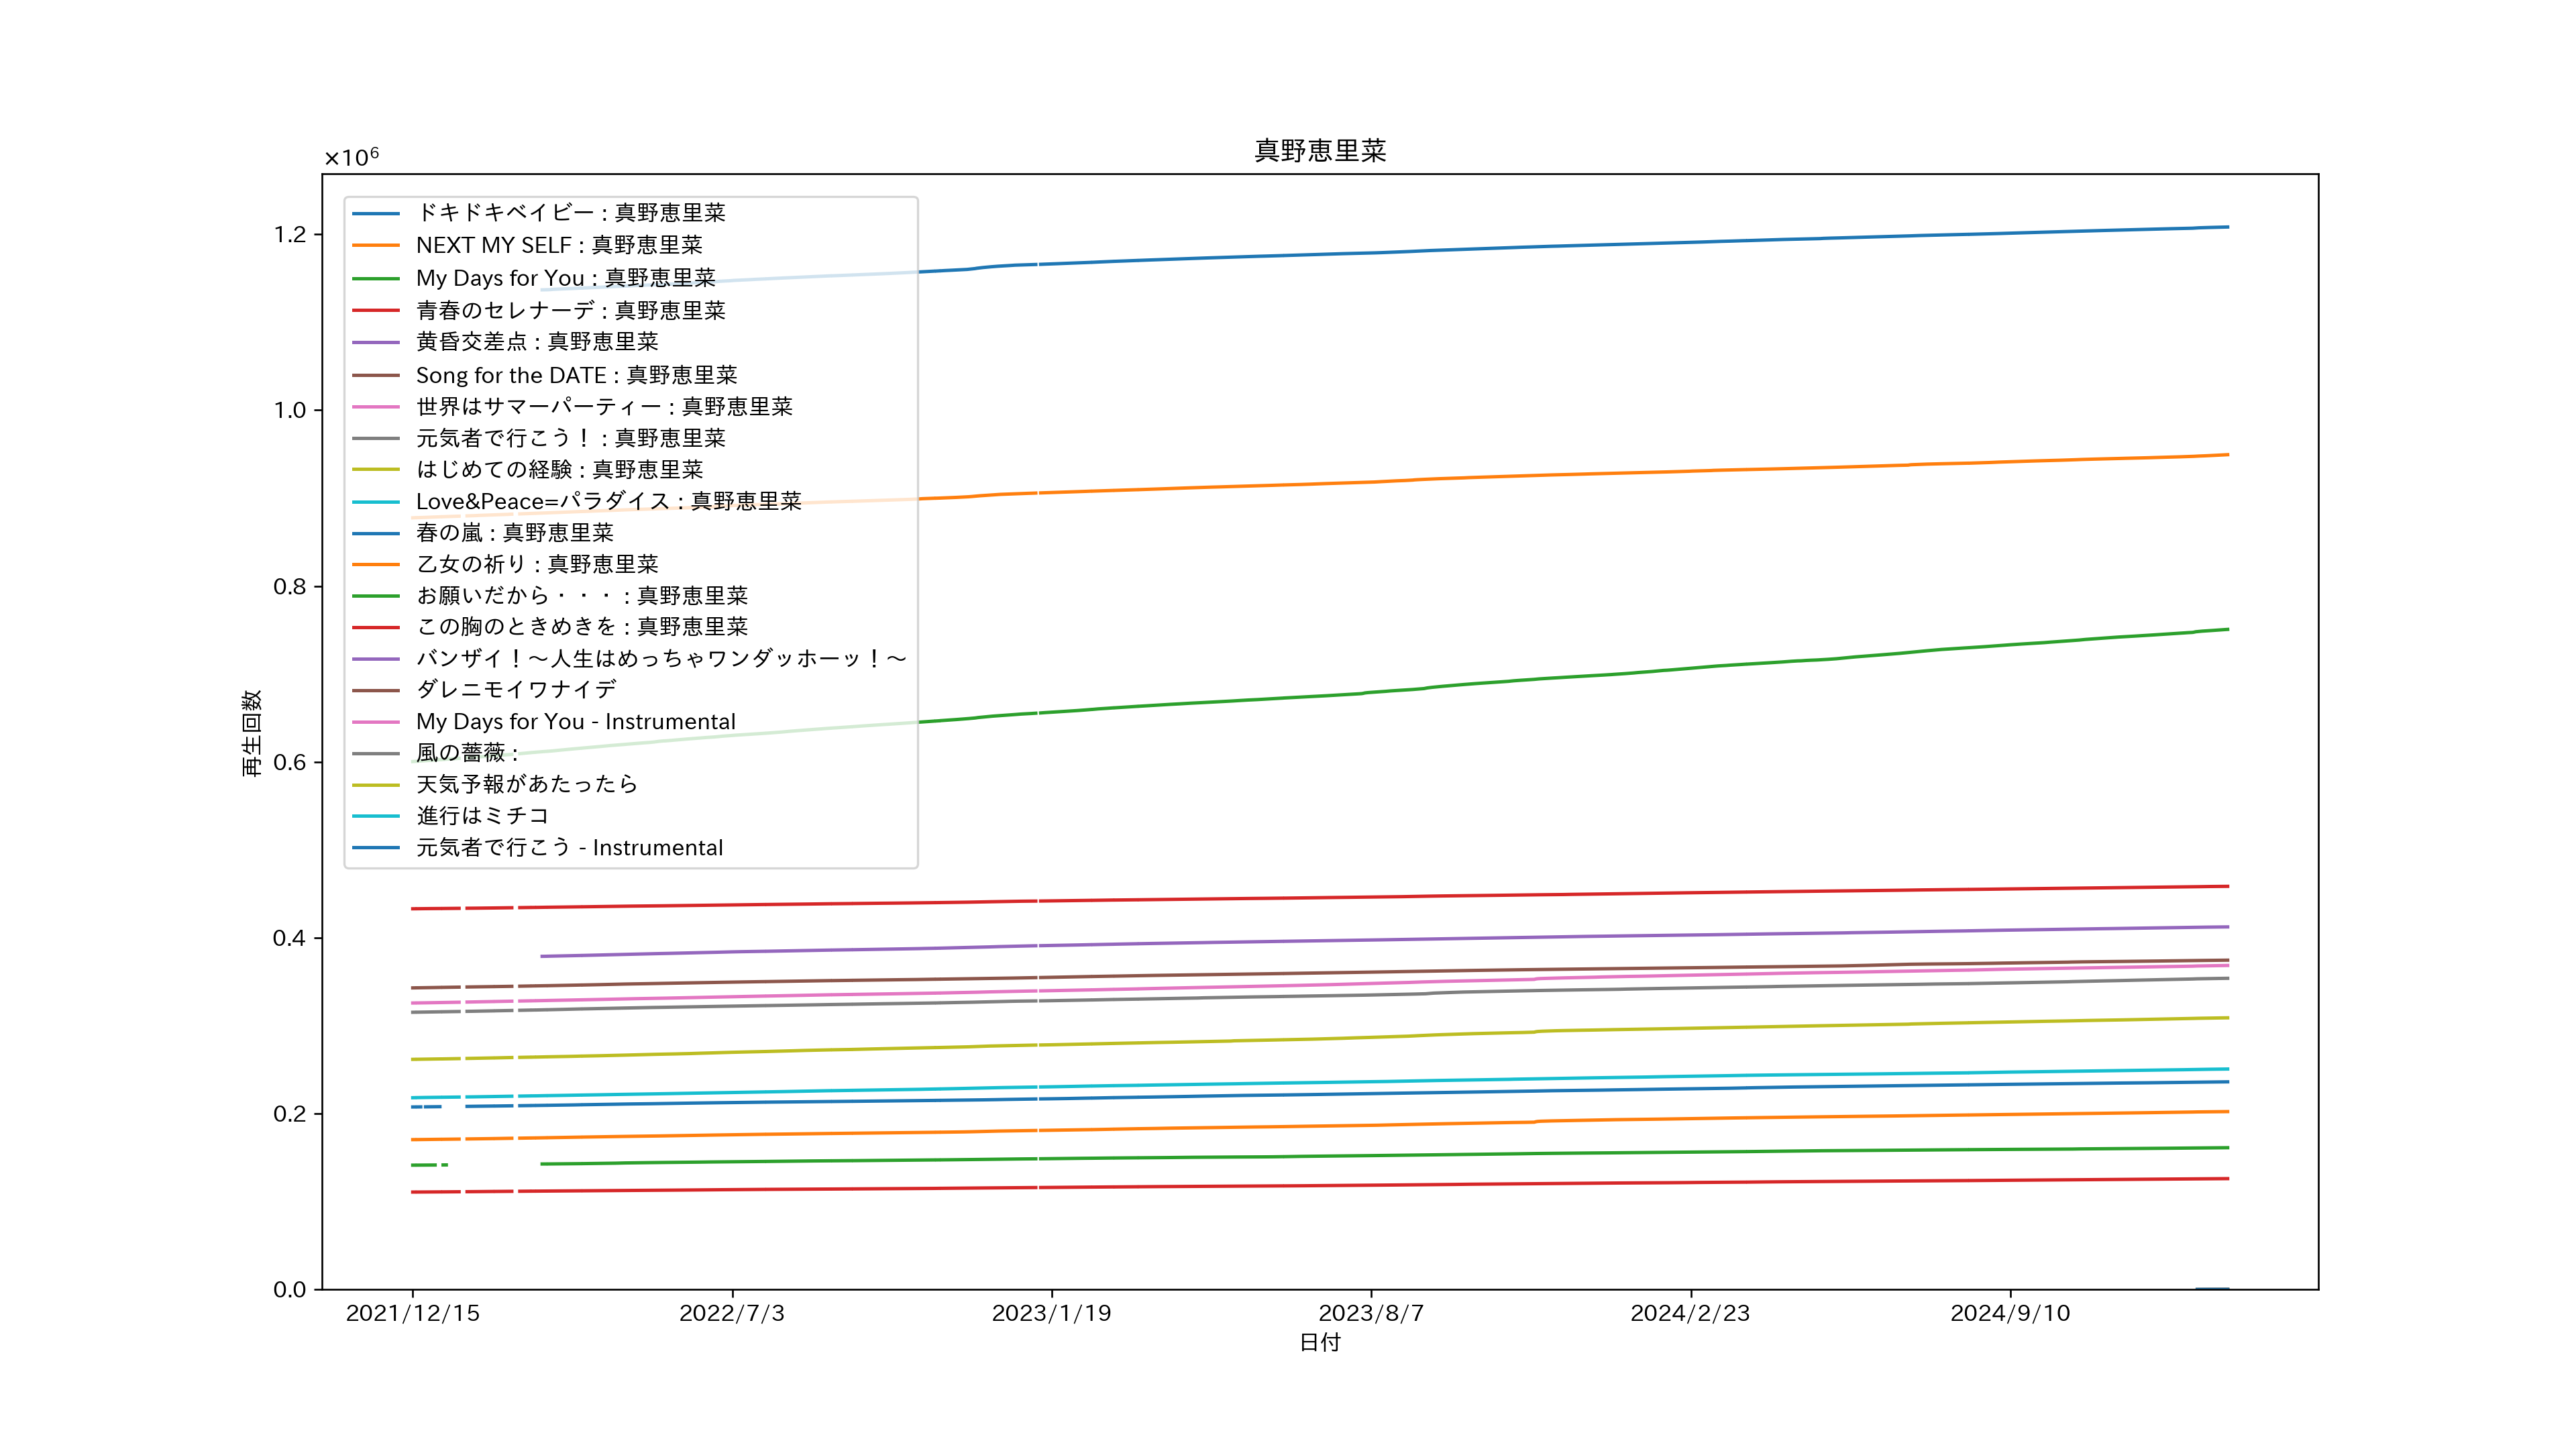 真野恵里菜
×10⁶
1.2
1.0
0.8
0.6
0.4
0.2
0.0
再生回数
ドキドキベイビー : 真野恵里菜
NEXT MY SELF : 真野恵里菜
My Days for You : 真野恵里菜
青春のセレナーデ : 真野恵里菜
黄昏交差点 : 真野恵里菜
Song for the DATE : 真野恵里菜
世界はサマーパーティー : 真野恵里菜
元気者で行こう！ : 真野恵里菜
はじめての経験 : 真野恵里菜
Love&Peace=パラダイス : 真野恵里菜
春の嵐 : 真野恵里菜
乙女の祈り : 真野恵里菜
お願いだから・・・ : 真野恵里菜
この胸のときめきを : 真野恵里菜
バンザイ！～人生はめっちゃワンダッホーッ！～
ダレニモイワナイデ
My Days for You - Instrumental
風の薔薇 :
天気予報があたったら
進行はミチコ
元気者で行こう - Instrumental
2021/12/15 2022/7/3 2023/1/19 2023/8/7 2024/2/23 2024/9/10
日付